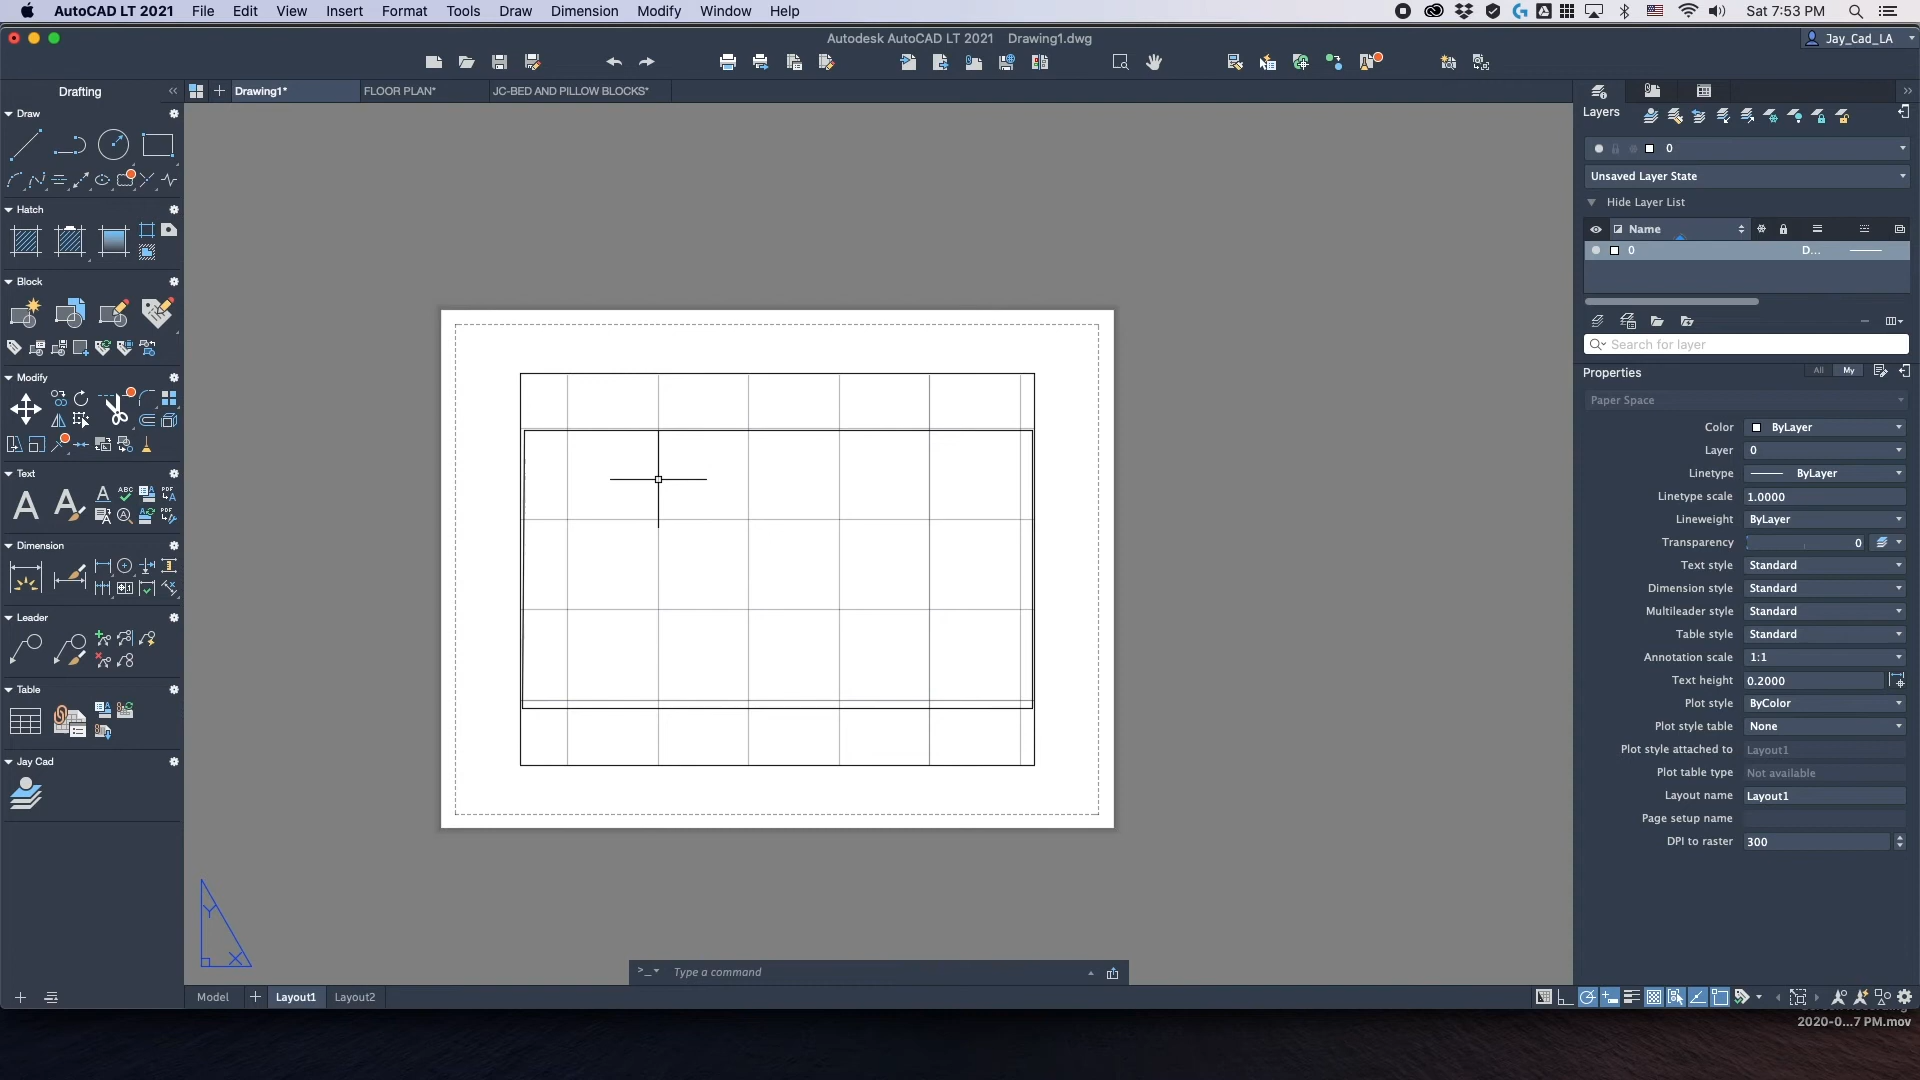 AutoCAD LT 2021 File Edit View Insert Format Tools Draw Dimension Modify Window Help Sat 7:53 PM
Autodesk AutoCAD LT 2021 Drawing1.dwg Jay_Cad_LA
Drafting Drawing1* FLOOR PLAN* JC-BED AND PILLOW BLOCKS*
Draw
Hatch
Block
Modify
Text
Dimension
Leader
Table
Jay Cad
Layers
0
Unsaved Layer State
Hide Layer List
Name
0 D...
Search for layer
Properties All My
Paper Space
Color ByLayer
Layer 0
Linetype ByLayer
Linetype scale 1.0000
Lineweight ByLayer
Transparency 0
Text style Standard
Dimension style Standard
Multileader style Standard
Table style Standard
Annotation scale 1:1
Text height 0.2000
Plot style ByColor
Plot style table None
Plot style attached to Layout1
Plot table type Not available
Layout name Layout1
Page setup name
DPI to raster 300
Y
X
>_ Type a command
Model Layout1 Layout2
2020-0...7 PM.mov